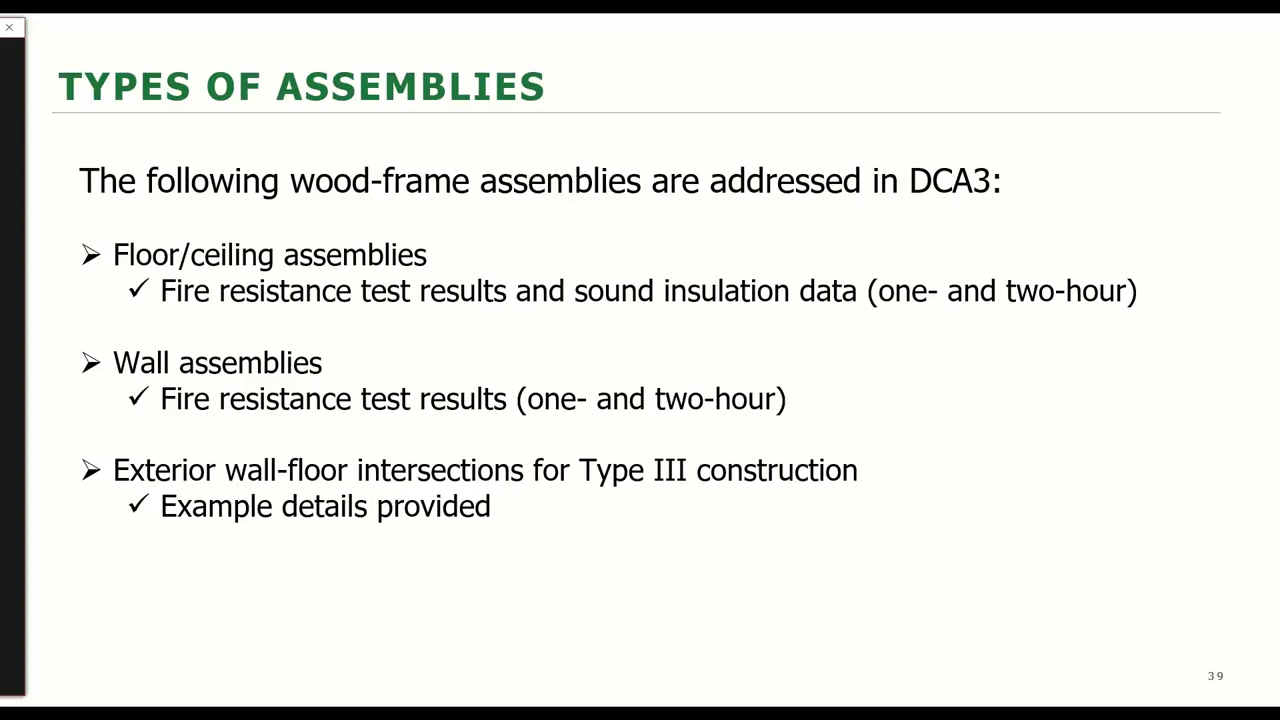 TYPES OF ASSEMBLIES
The following wood-frame assemblies are addressed in DCA3:
➢ Floor/ceiling assemblies
✓ Fire resistance test results and sound insulation data (one- and two-hour)
➢ Wall assemblies
✓ Fire resistance test results (one- and two-hour)
➢ Exterior wall-floor intersections for Type III construction
✓ Example details provided
39